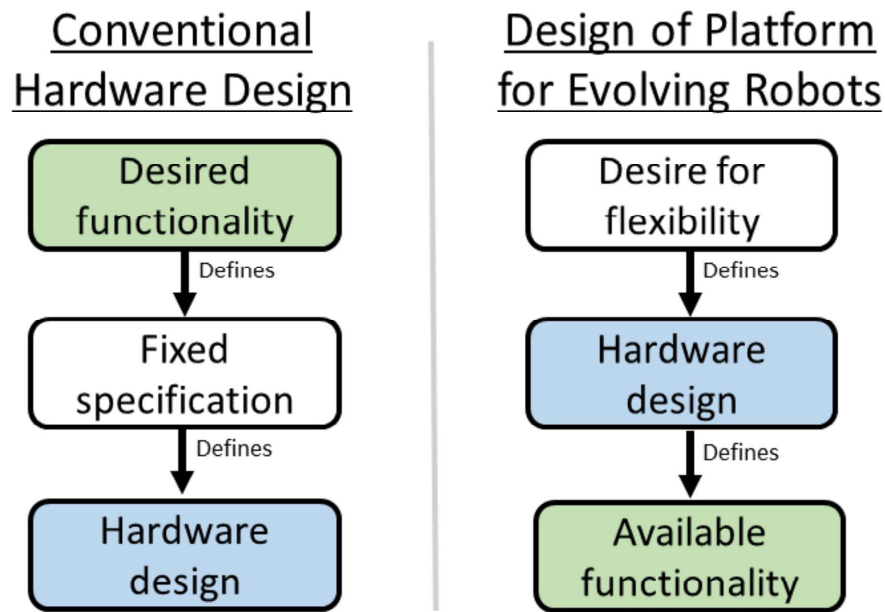 Conventional
Hardware Design
Desired
functionality
Defines
Fixed
specification
Defines
Hardware
design
Design of Platform
for Evolving Robots
Desire for
flexibility
Defines
Hardware
design
Defines
Available
functionality